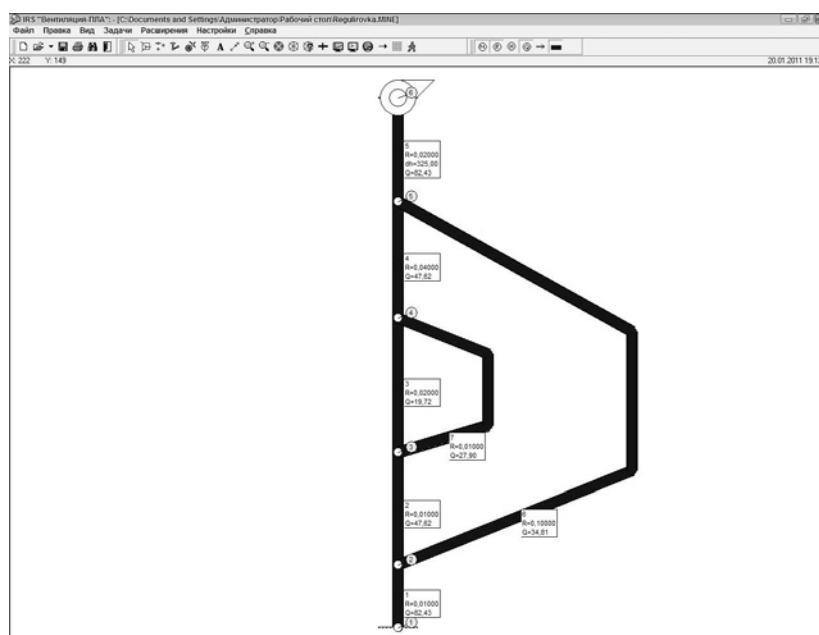 IRS "Вентиляция-ПЛА": - [C:\Documents and Settings\Администратор\Рабочий стол\Regulirovka.MINE]
Файл Правка Вид Задачи Расширения Настройки Справка
X: 222 Y: 149
20.01.2011 19:1
6
5
R=0,02000
dh=325,00
Q=82,43
5
4
R=0,04000
Q=47,62
4
3
R=0,02000
Q=19,72
3
7
R=0,01000
Q=27,90
2
R=0,01000
Q=47,62
6
R=0,10000
Q=34,81
2
1
R=0,01000
Q=82,43
1